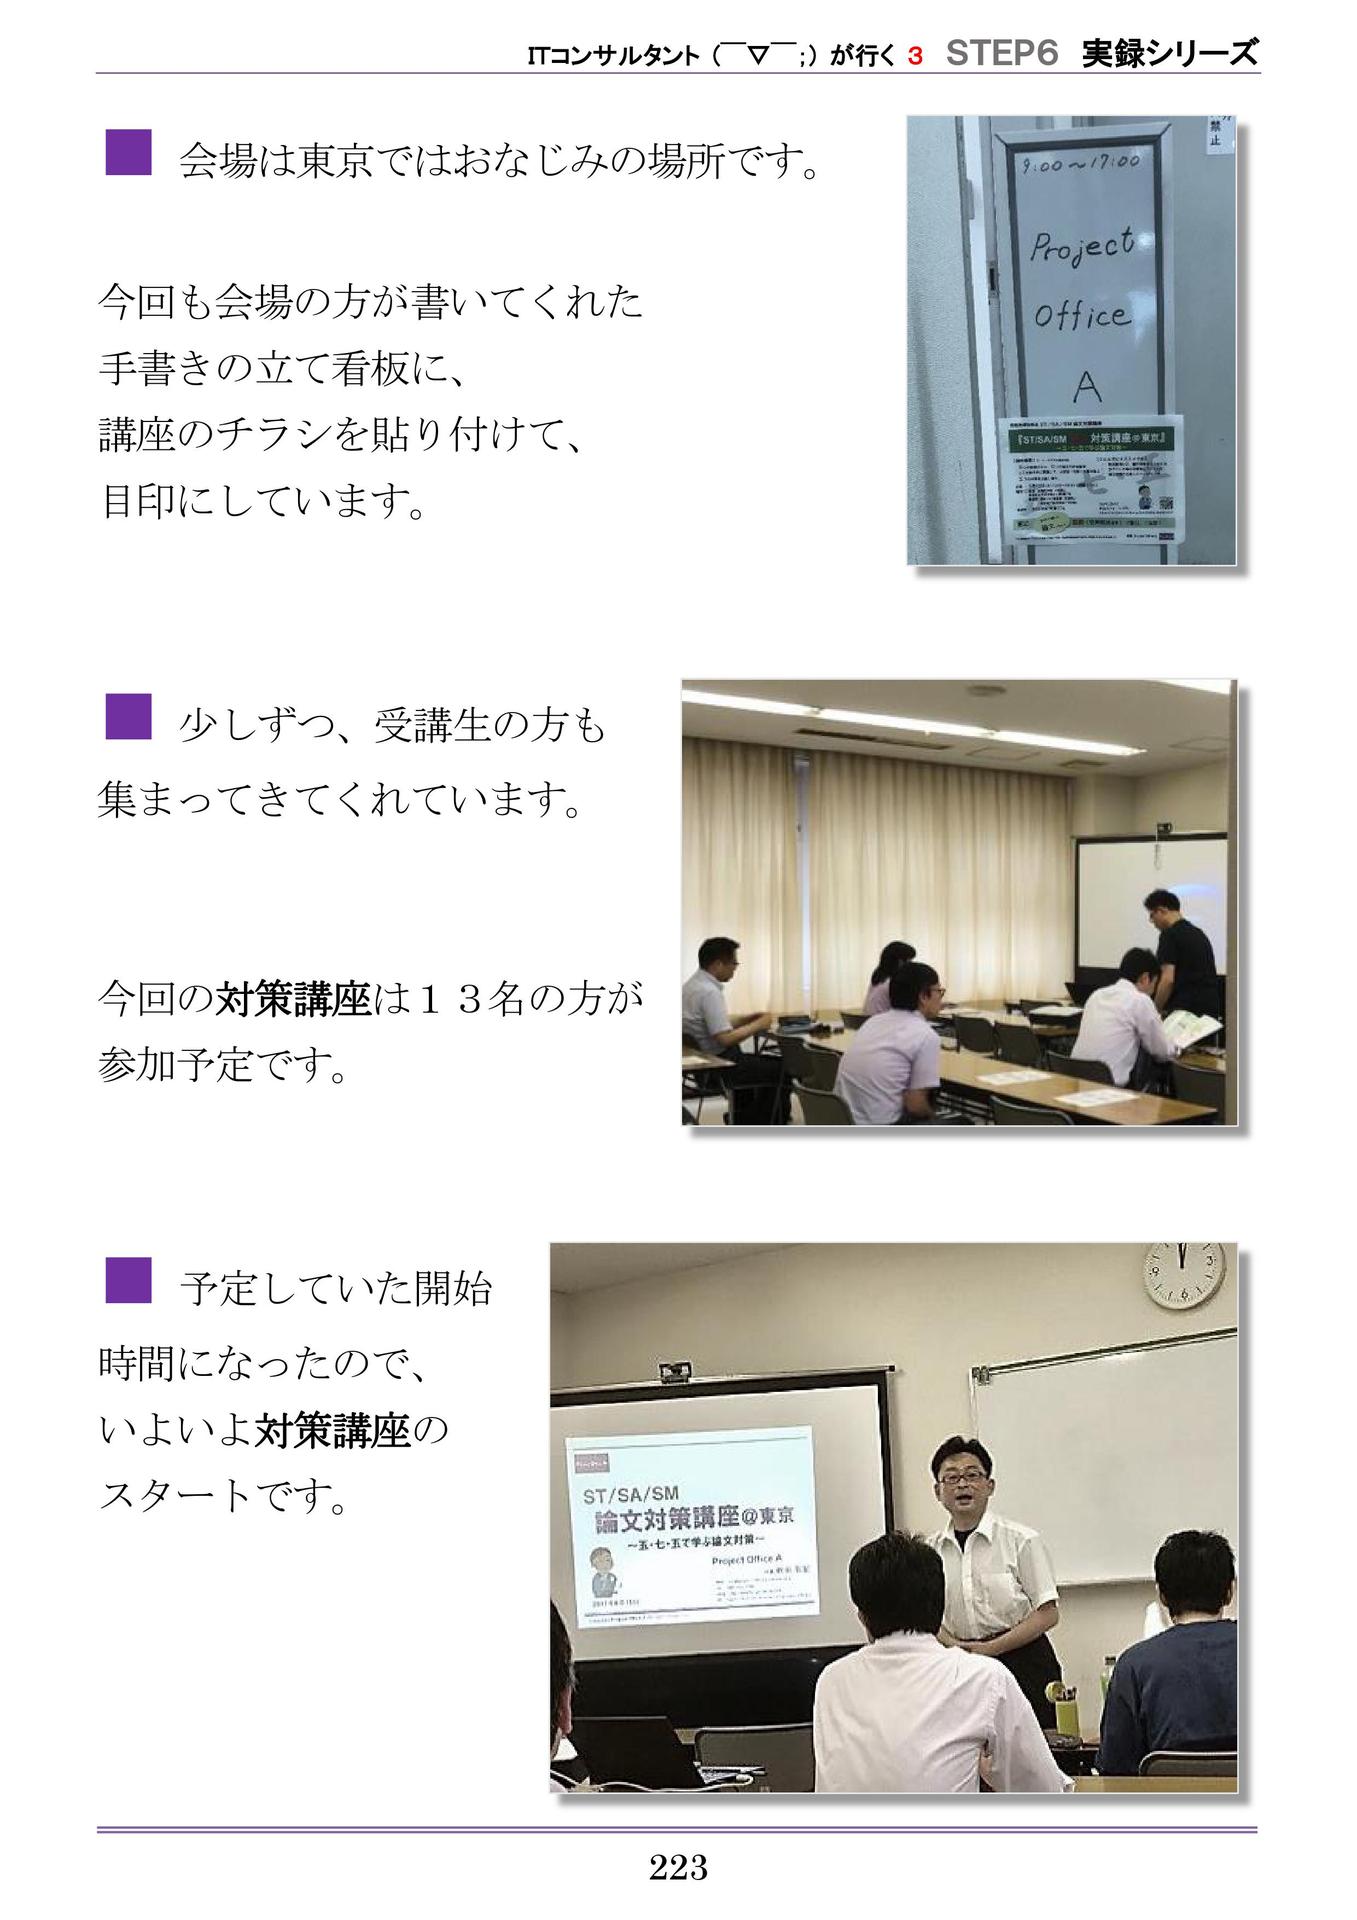 ITコンサルタント（￣▽￣；）が行く 3 STEP6 実録シリーズ
■ 会場は東京ではおなじみの場所です。
禁止
9:00～17:00
Project
Office
A
『ST/SA/SM 対策講座@東京』
今回も会場の方が書いてくれた
手書きの立て看板に、
講座のチラシを貼り付けて、
目印にしています。
■ 少しずつ、受講生の方も
集まってきてくれています。
今回の対策講座は１３名の方が
参加予定です。
■ 予定していた開始
時間になったので、
いよいよ対策講座の
スタートです。
3
9
6
ST/SA/SM
論文対策講座@東京
～五・七・五で学ぶ論文対策～
Project Office A
223